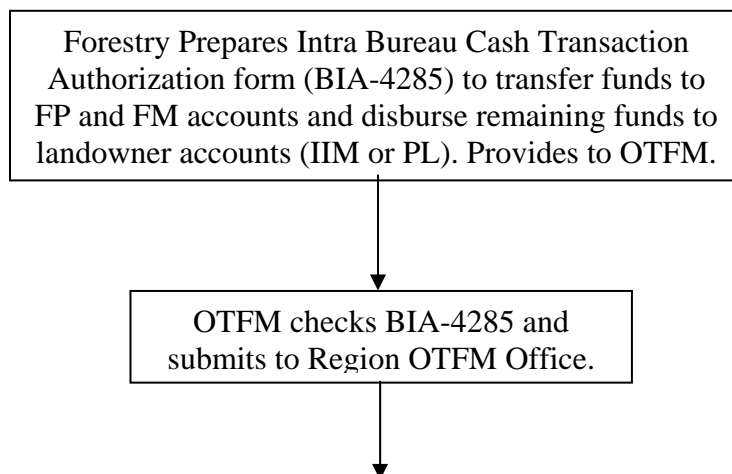 Forestry Prepares Intra Bureau Cash Transaction
Authorization form (BIA-4285) to transfer funds to
FP and FM accounts and disburse remaining funds to
landowner accounts (IIM or PL). Provides to OTFM.
OTFM checks BIA-4285 and
submits to Region OTFM Office.